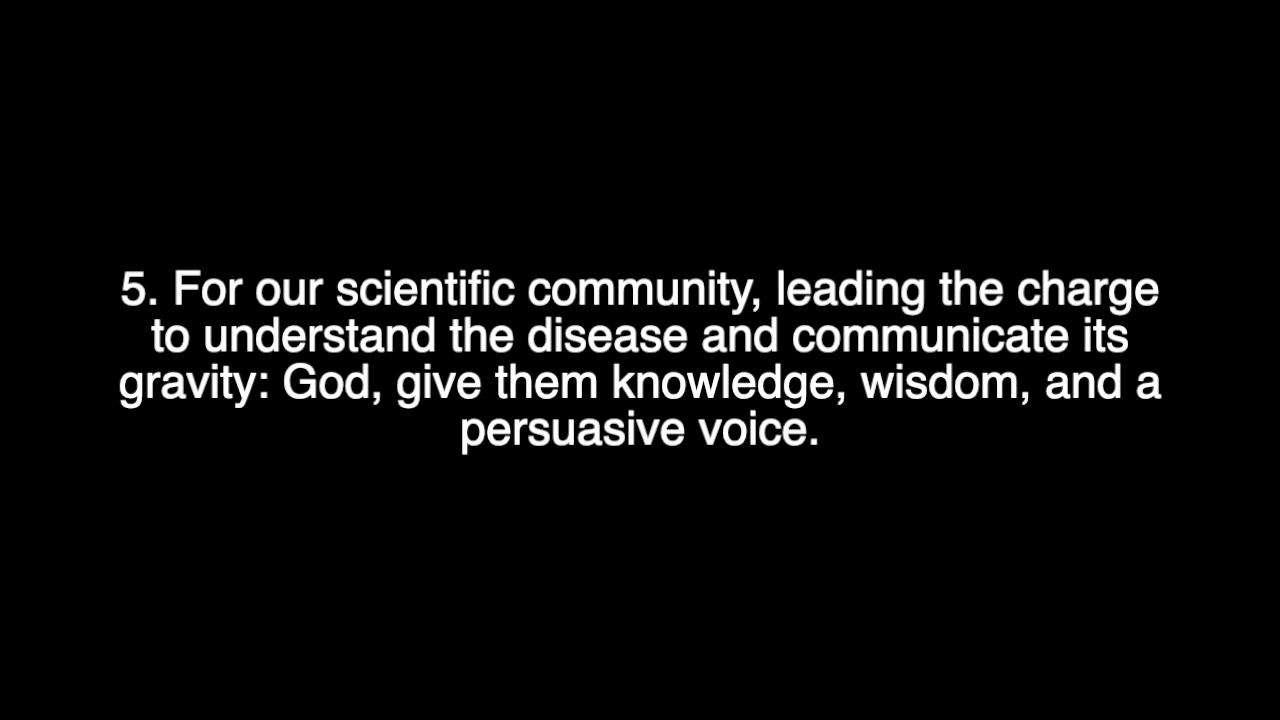 5. For our scientific community, leading the charge
to understand the disease and communicate its
gravity: God, give them knowledge, wisdom, and a
persuasive voice.